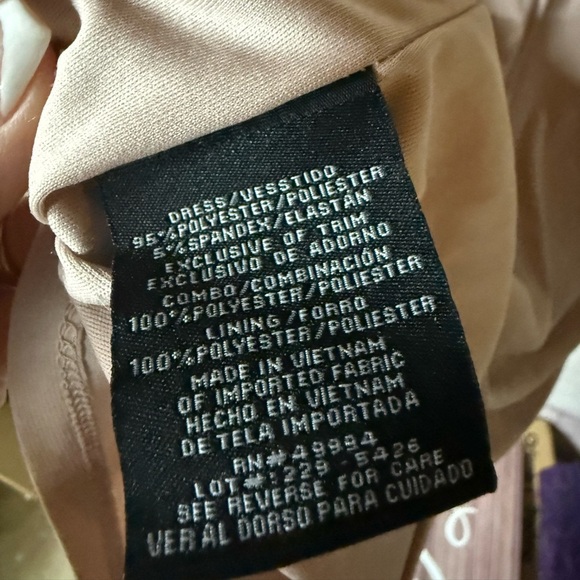 DRESS/VESSTIDO
95%POLYESTER/POLIESTER
5%SPANDEX/ELASTÁN
EXCLUSIVE OF TRIM
EXCLUSIVO DE ADORNO
COMBO/COMBINACIÓN
100%POLYESTER/POLIESTER
LINING/FORRO
100%POLYESTER/POLIESTER
MADE IN VIETNAM
OF IMPORTED FABRIC
HECHO EN VIETNAM
DE TELA IMPORTADA
RN#49994
LOT#:229-5426
SEE REVERSE FOR CARE
VER AL DORSO PARA CUIDADO